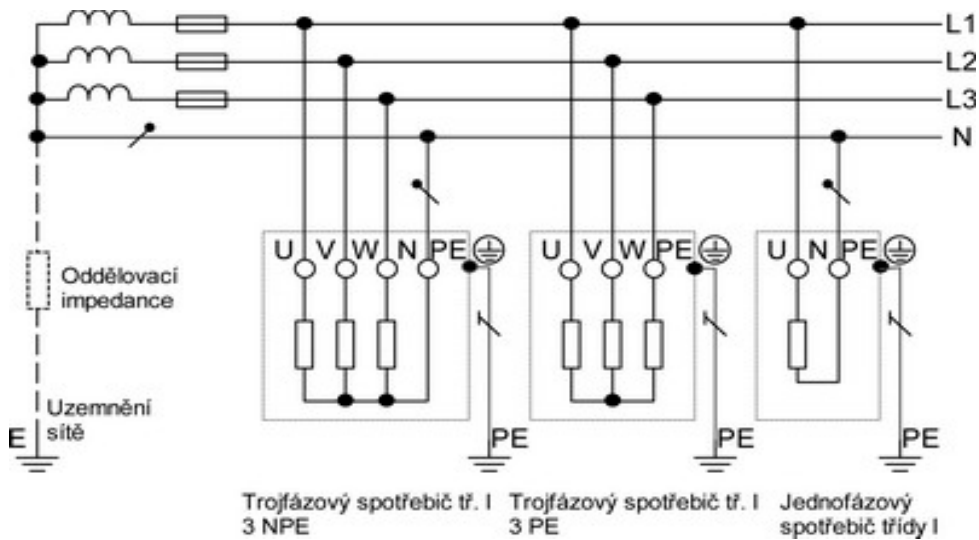 L1
L2
L3
N
U V W N PE
U V W PE
U N PE
Oddělovací
impedance
Uzemnění
sítě
E
PE
PE
PE
Trojfázový spotřebič tř. I
3 NPE
Trojfázový spotřebič tř. I
3 PE
Jednofázový
spotřebič třídy I